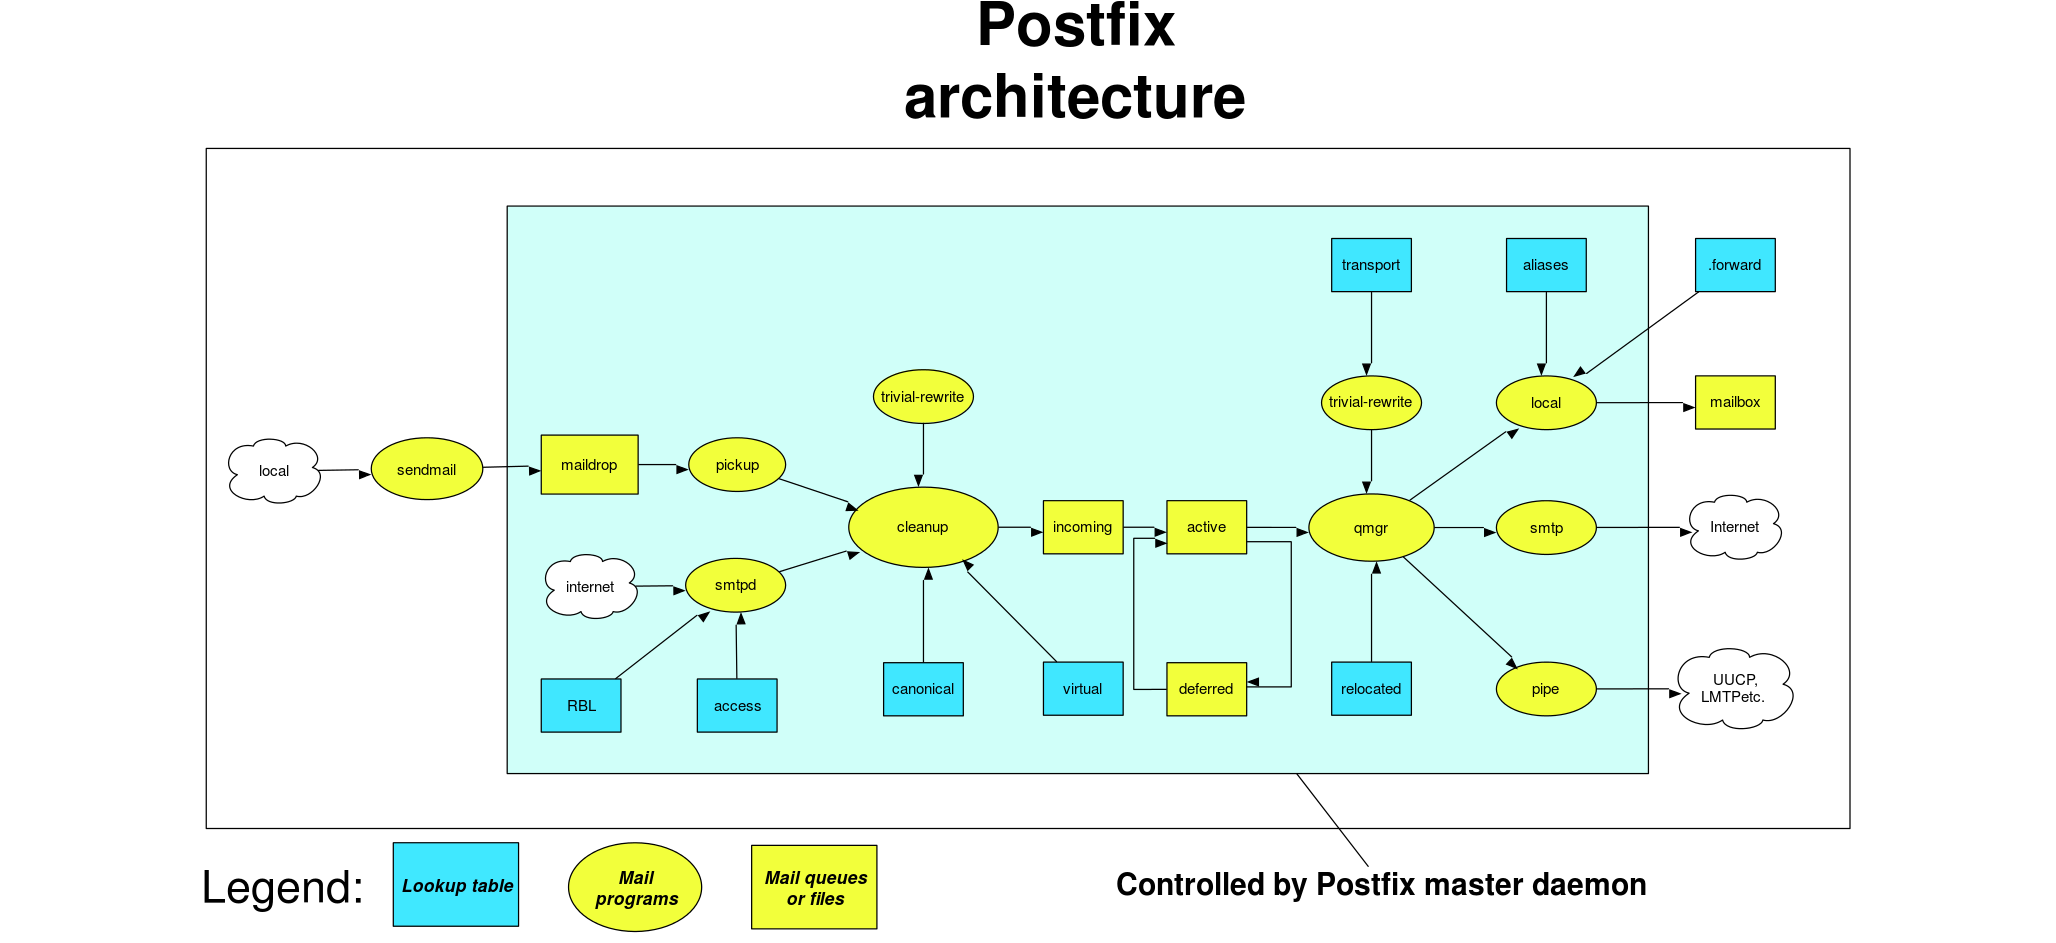 Postfix
architecture
transport
aliases
.forward
trivial-rewrite
trivial-rewrite
local
mailbox
local
sendmail
maildrop
pickup
cleanup
incoming
active
qmgr
smtp
Internet
internet
smtpd
RBL
access
canonical
virtual
deferred
relocated
pipe
UUCP,
LMTPetc.
Legend:
Lookup table
Mail
programs
Mail queues
or files
Controlled by Postfix master daemon